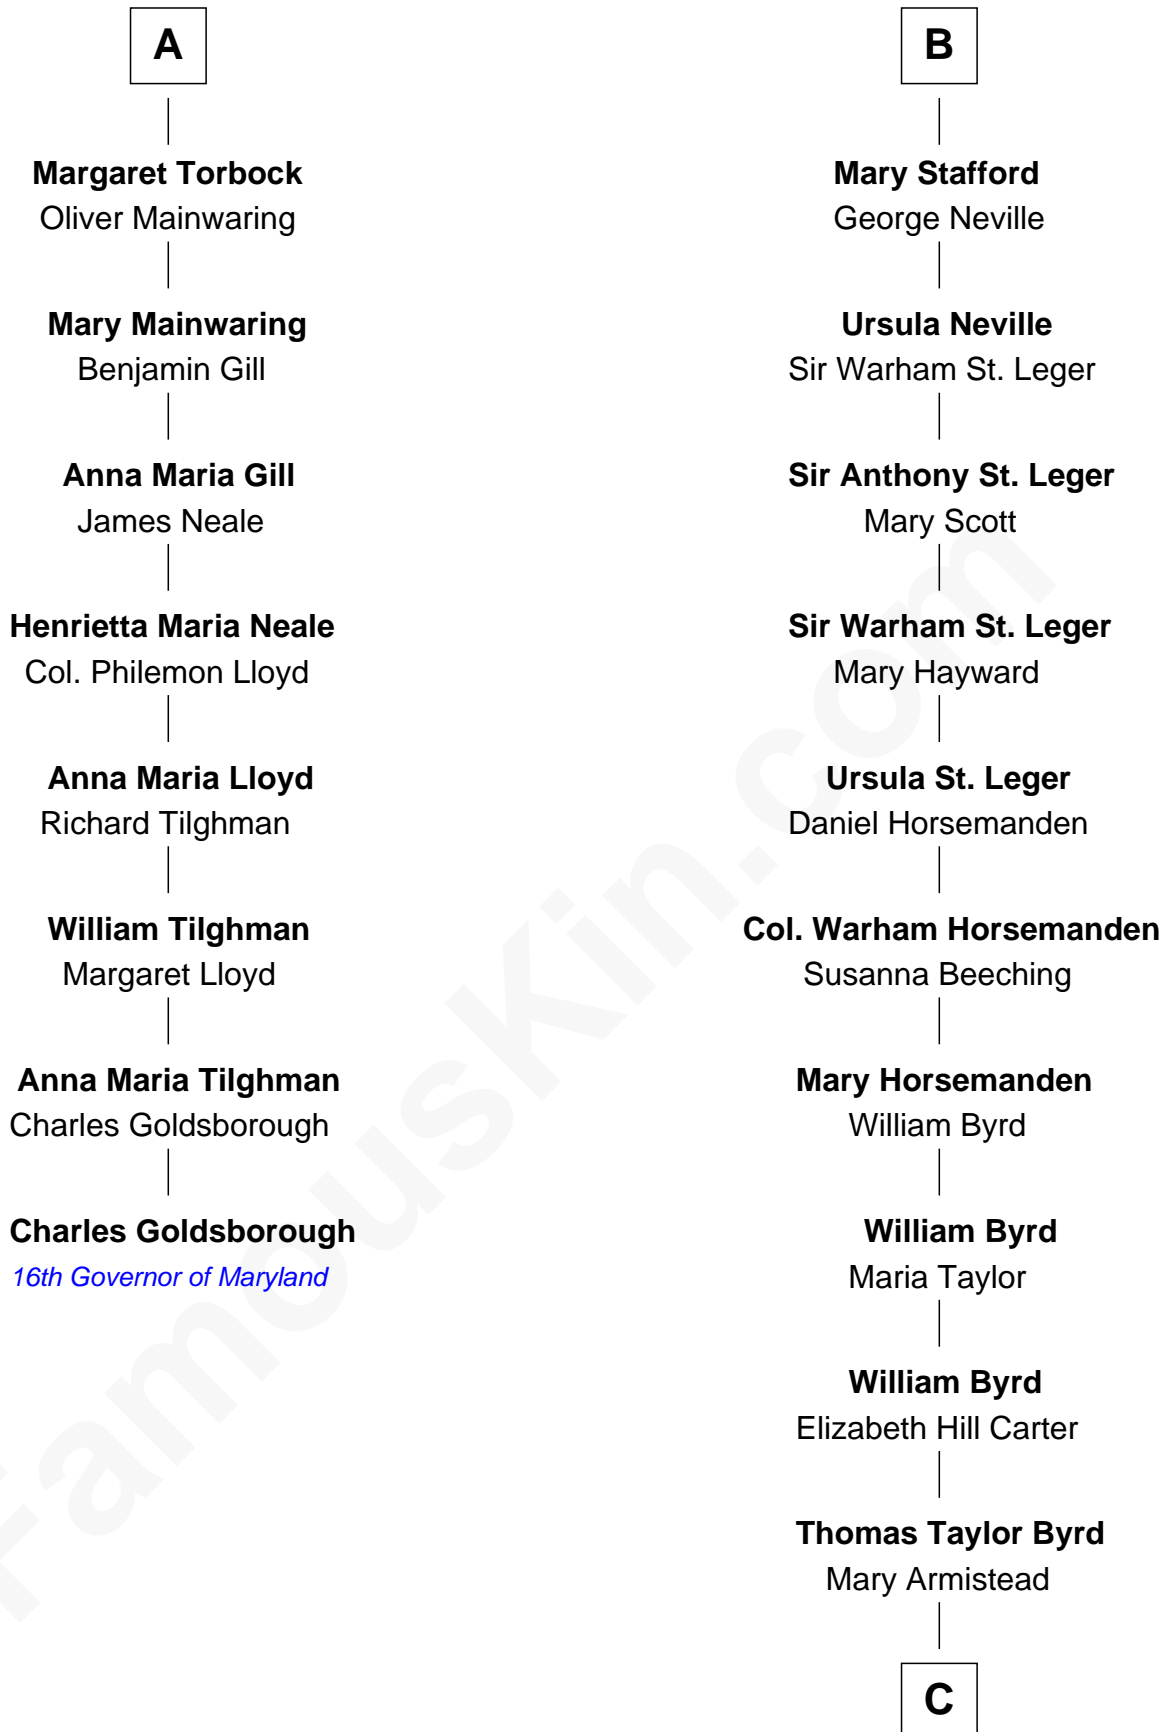 A
Margaret Torbock
Oliver Mainwaring
Mary Mainwaring
Benjamin Gill
Anna Maria Gill
James Neale
Henrietta Maria Neale
Col. Philemon Lloyd
Anna Maria Lloyd
Richard Tilghman
William Tilghman
Margaret Lloyd
Anna Maria Tilghman
Charles Goldsborough
Charles Goldsborough
16th Governor of Maryland
B
Mary Stafford
George Neville
Ursula Neville
Sir Warham St. Leger
Sir Anthony St. Leger
Mary Scott
Sir Warham St. Leger
Mary Hayward
Ursula St. Leger
Daniel Horsemanden
Col. Warham Horsemanden
Susanna Beeching
Mary Horsemanden
William Byrd
William Byrd
Maria Taylor
William Byrd
Elizabeth Hill Carter
Thomas Taylor Byrd
Mary Armistead
C
FamousKin.com